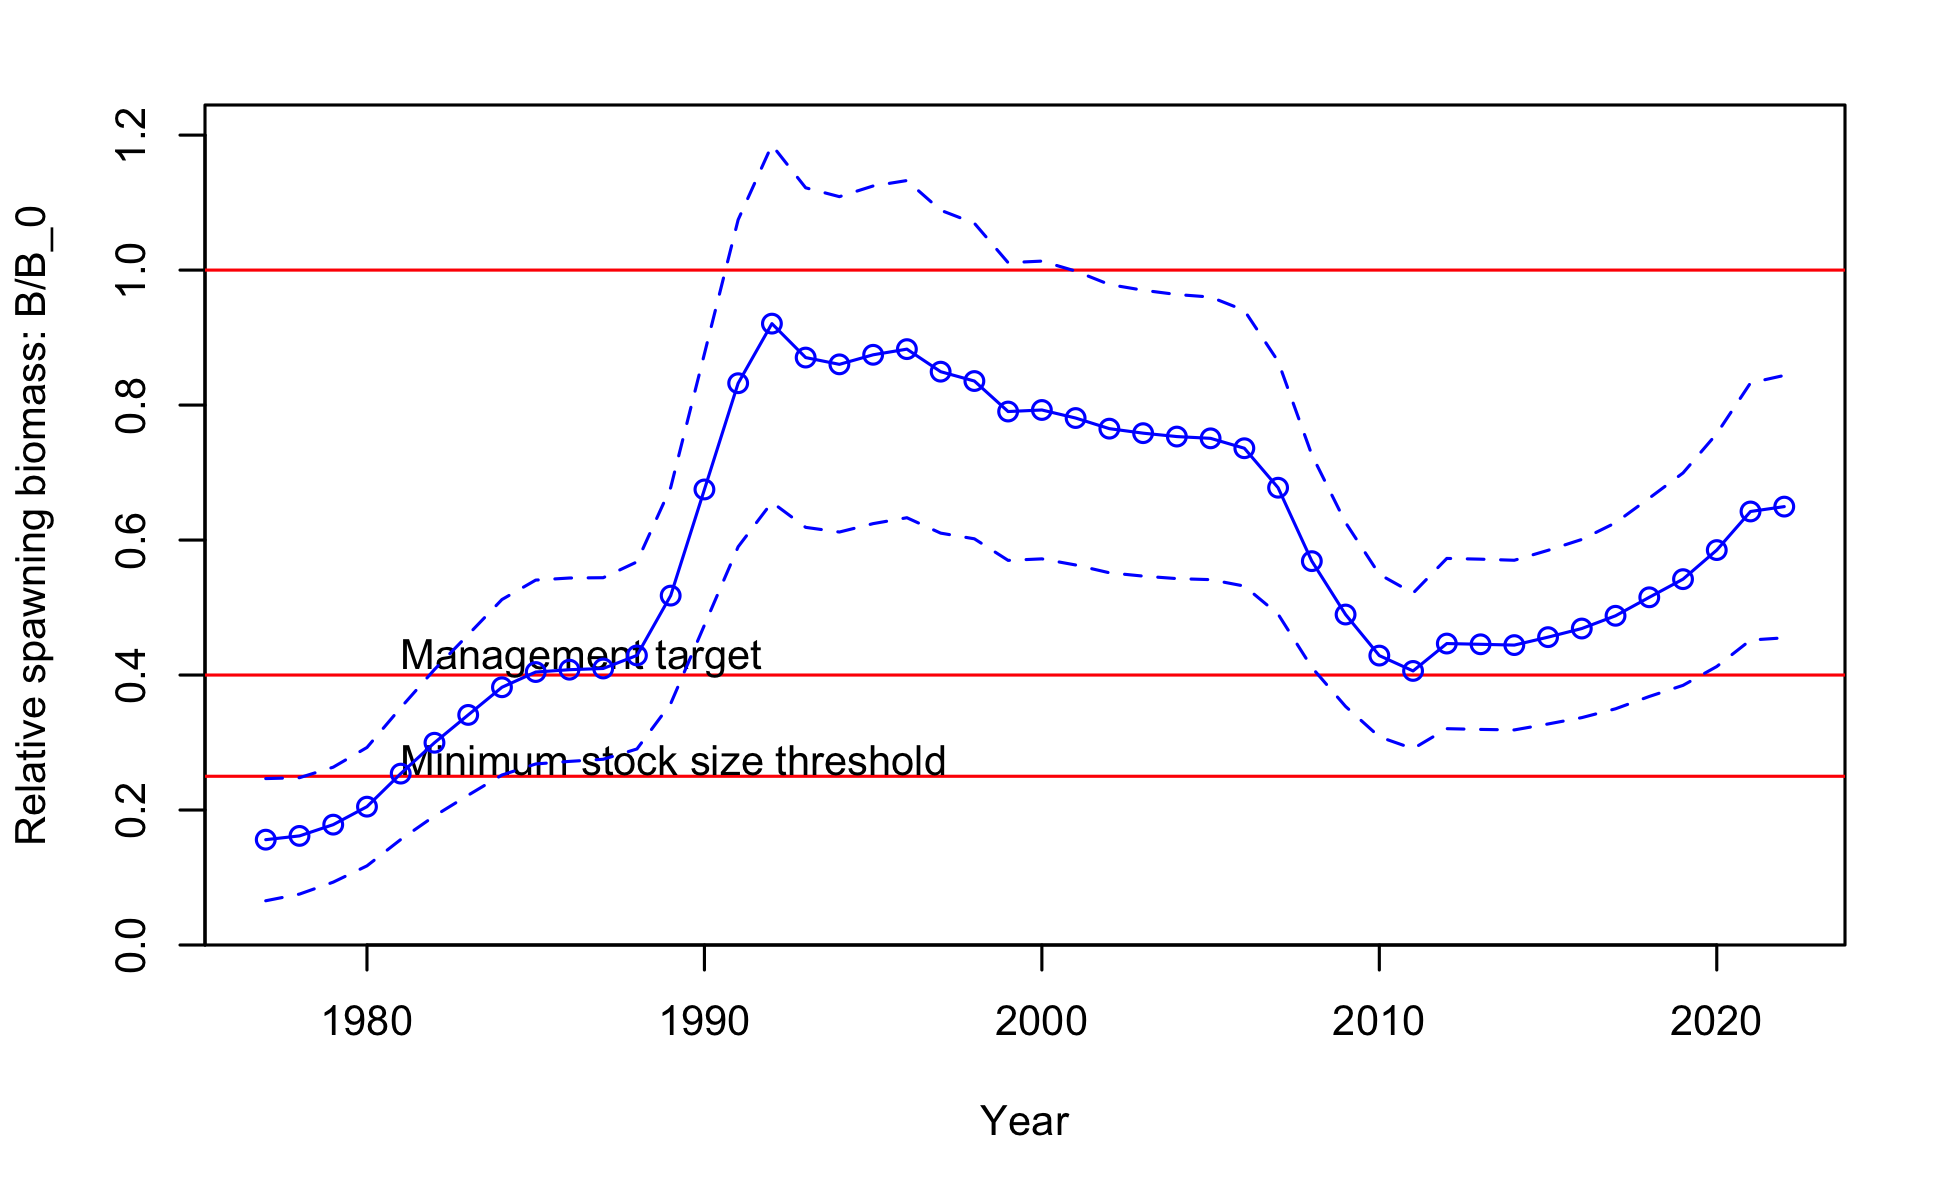 Relative spawning biomass: B/B_0
1.2
1.0
0.8
0.6
0.4
0.2
0.0
Management target
Minimum stock size threshold
1980 1990 2000 2010 2020
Year